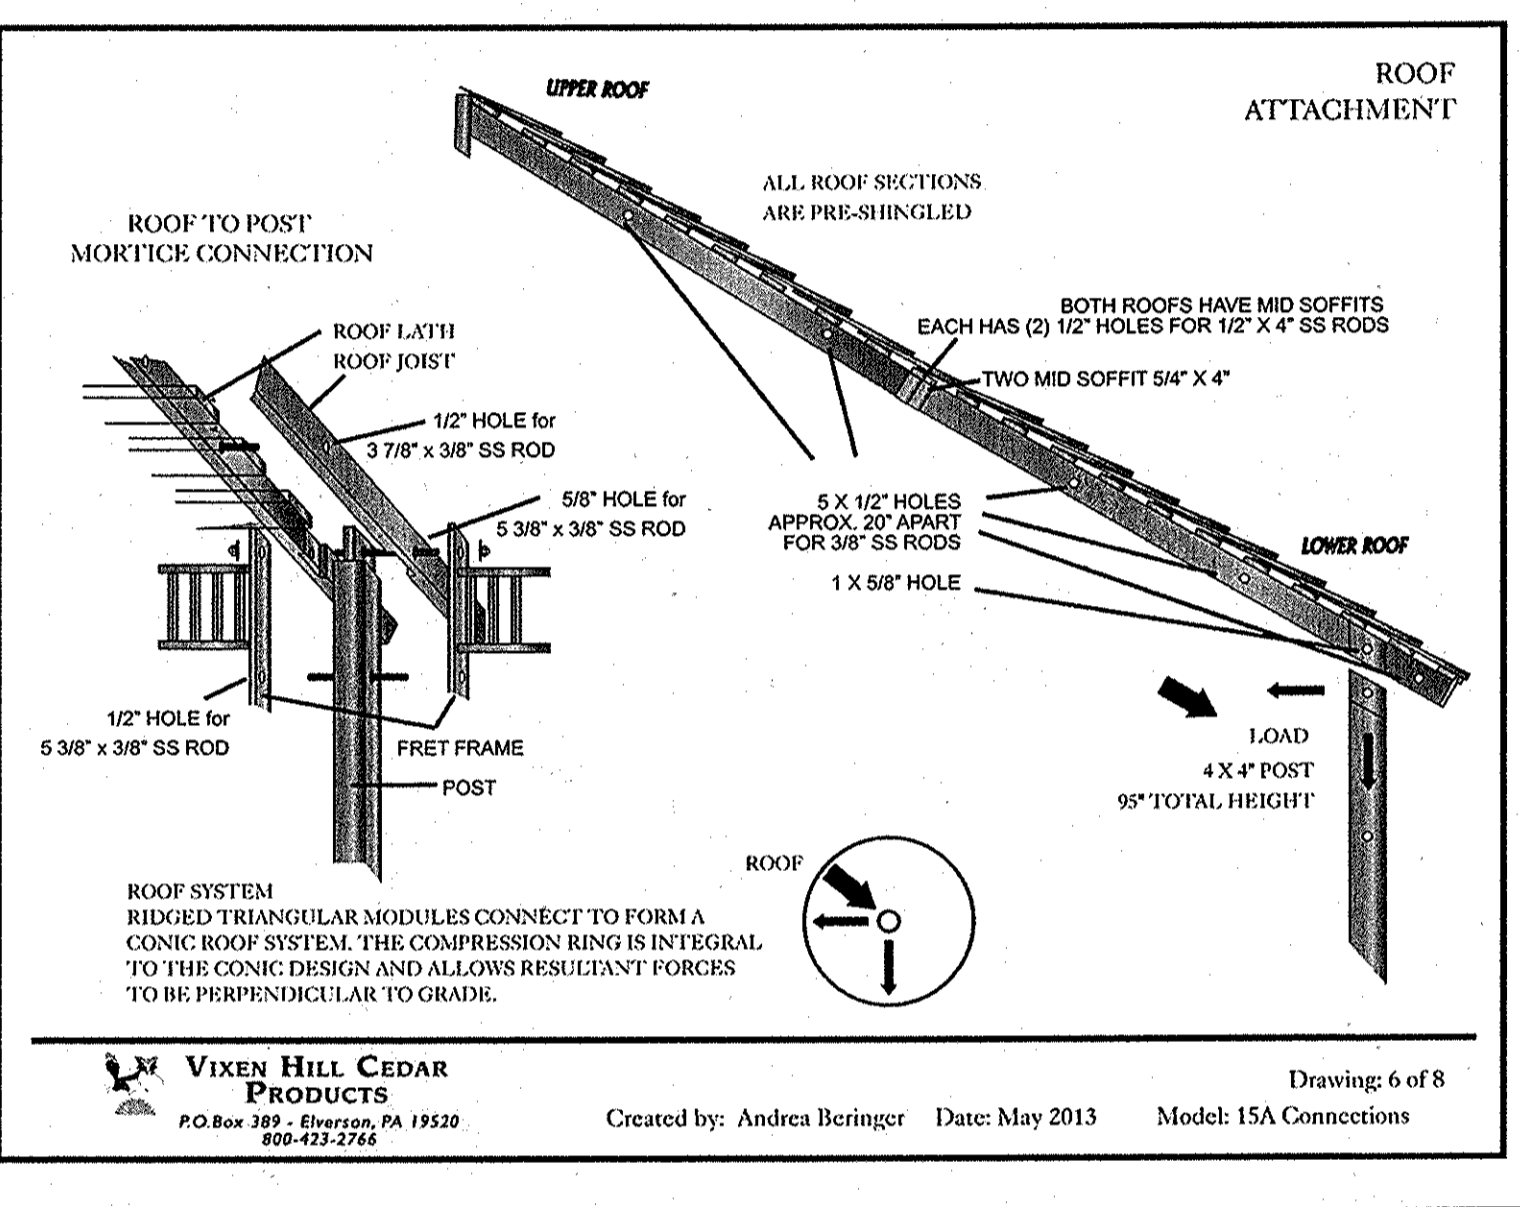 ROOF
ATTACHMENT
UPPER ROOF
ALL ROOF SECTIONS
ARE PRE-SHINGLED
ROOF TO POST
MORTICE CONNECTION
BOTH ROOFS HAVE MID SOFFITS
EACH HAS (2) 1/2" HOLES FOR 1/2" X 4" SS RODS
TWO MID SOFFIT 5/4" X 4"
ROOF LATH
ROOF JOIST
1/2" HOLE for
3 7/8" x 3/8" SS ROD
5/8" HOLE for
5 3/8" x 3/8" SS ROD
5 X 1/2" HOLES
APPROX. 20" APART
FOR 3/8" SS RODS
1 X 5/8" HOLE
LOWER ROOF
1/2" HOLE for
5 3/8" x 3/8" SS ROD
FRET FRAME
POST
LOAD
4 X 4" POST
95" TOTAL HEIGHT
ROOF
ROOF SYSTEM
RIDGED TRIANGULAR MODULES CONNECT TO FORM A
CONIC ROOF SYSTEM. THE COMPRESSION RING IS INTEGRAL
TO THE CONIC DESIGN AND ALLOWS RESULTANT FORCES
TO BE PERPENDICULAR TO GRADE.
VIXEN HILL CEDAR
PRODUCTS
P.O.Box 389 - Elverson, PA 19520
800-423-2766
Created by: Andrea Beringer
Date: May 2013
Drawing: 6 of 8
Model: 15A Connections